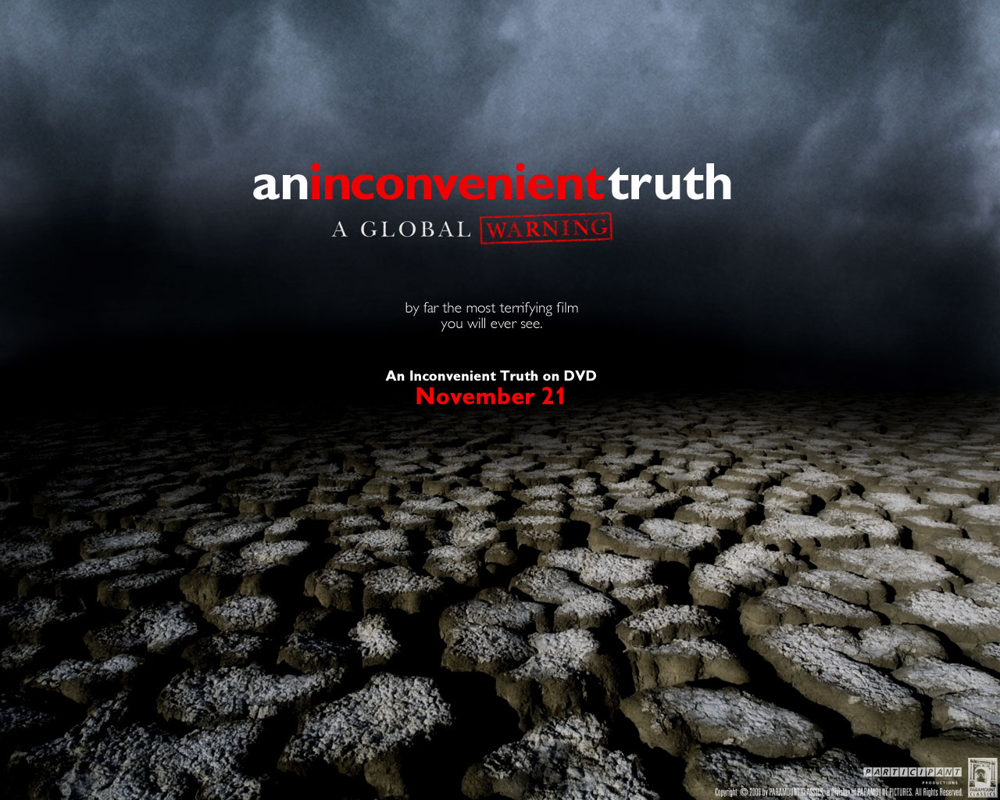 aninconvenienttruth
A GLOBAL WARNING
by far the most terrifying film
you will ever see.
An Inconvenient Truth on DVD
November 21
PARTICIPANT
PRODUCTIONS
PARAMOUNT
CLASSICS
Copyright © 2006 by PARAMOUNT CLASSICS, a Division of PARAMOUNT PICTURES. All Rights Reserved.